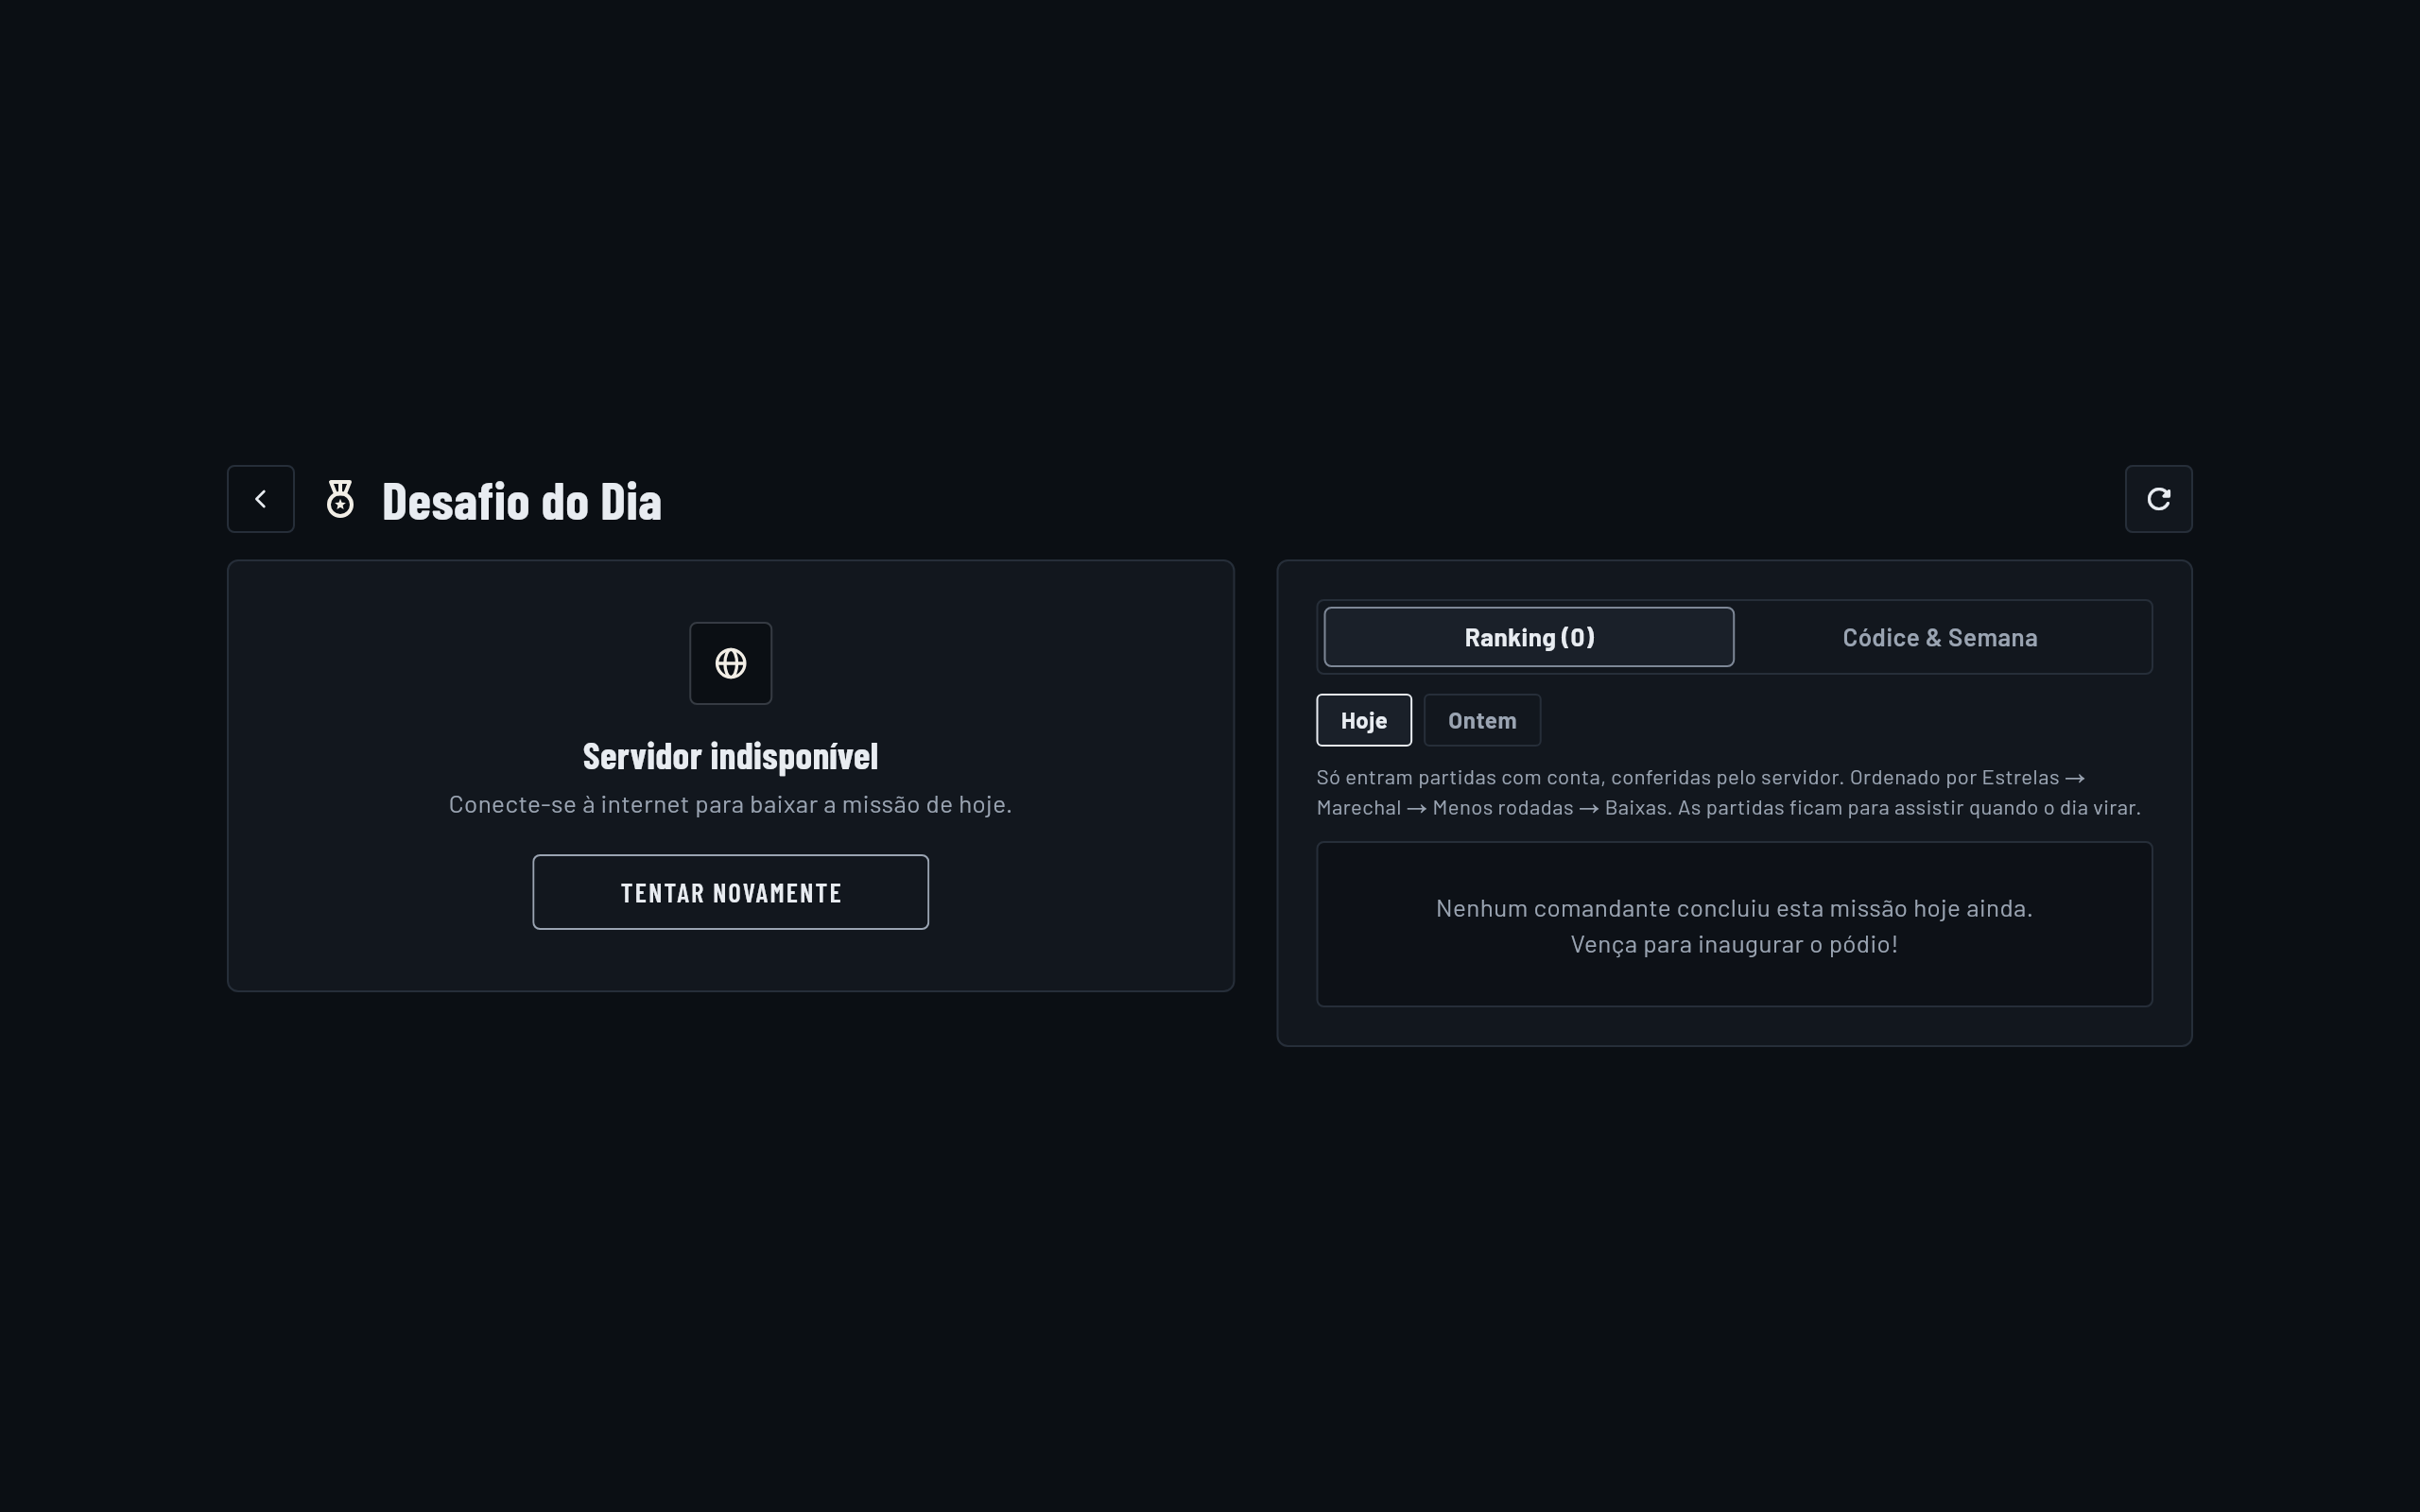 Desafio do Dia
Servidor indisponível
Conecte-se à internet para baixar a missão de hoje.
TENTAR NOVAMENTE
Ranking (0)
Códice & Semana
Hoje
Ontem
Só entram partidas com conta, conferidas pelo servidor. Ordenado por Estrelas →
Marechal → Menos rodadas → Baixas. As partidas ficam para assistir quando o dia virar.
Nenhum comandante concluiu esta missão hoje ainda.
Vença para inaugurar o pódio!